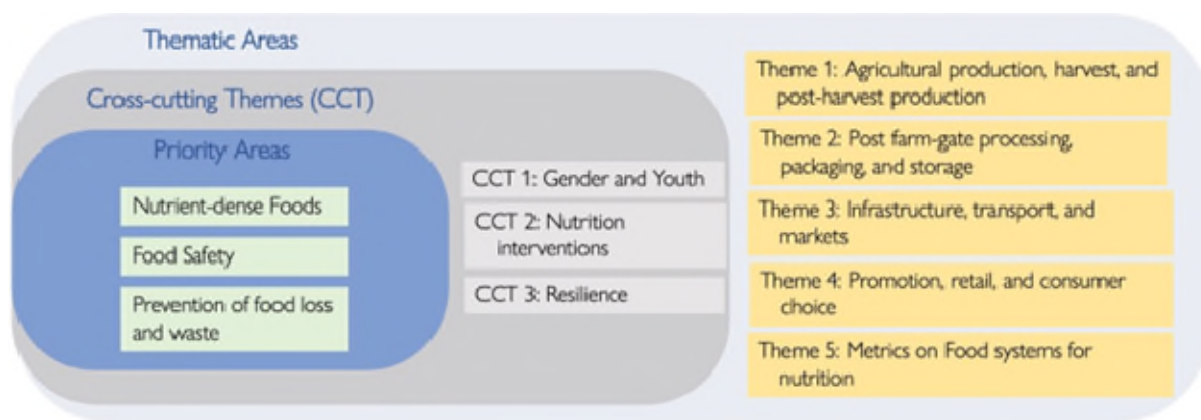 Thematic Areas
Cross-cutting Themes (CCT)
Priority Areas
Nutrient-dense Foods
Food Safety
Prevention of food loss
and waste
CCT 1: Gender and Youth
CCT 2: Nutrition
interventions
CCT 3: Resilience
Theme 1: Agricultural production, harvest, and
post-harvest production
Theme 2: Post farm-gate processing,
packaging, and storage
Theme 3: Infrastructure, transport, and
markets
Theme 4: Promotion, retail, and consumer
choice
Theme 5: Metrics on Food systems for
nutrition